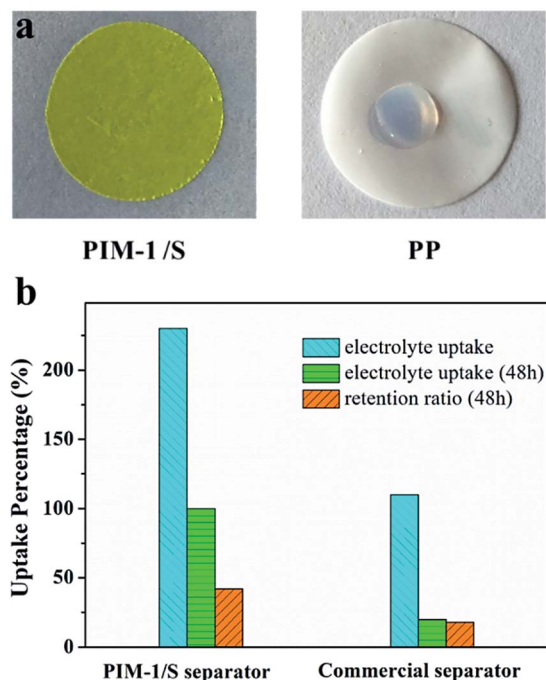 a
PIM-1 /S
PP
b
electrolyte uptake
electrolyte uptake (48h)
retention ratio (48h)
Uptake Percentage (%)
200
150
100
50
0
PIM-1/S separator
Commercial separator